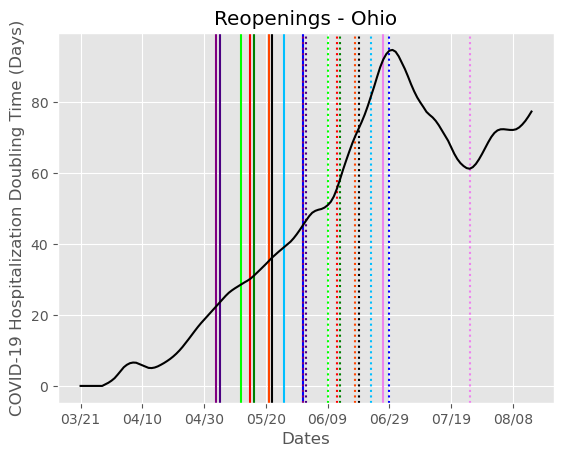 Reopenings - Ohio
COVID-19 Hospitalization Doubling Time (Days)
80
60
40
20
0
03/21 04/10 04/30 05/20 06/09 06/29 07/19 08/08
Dates